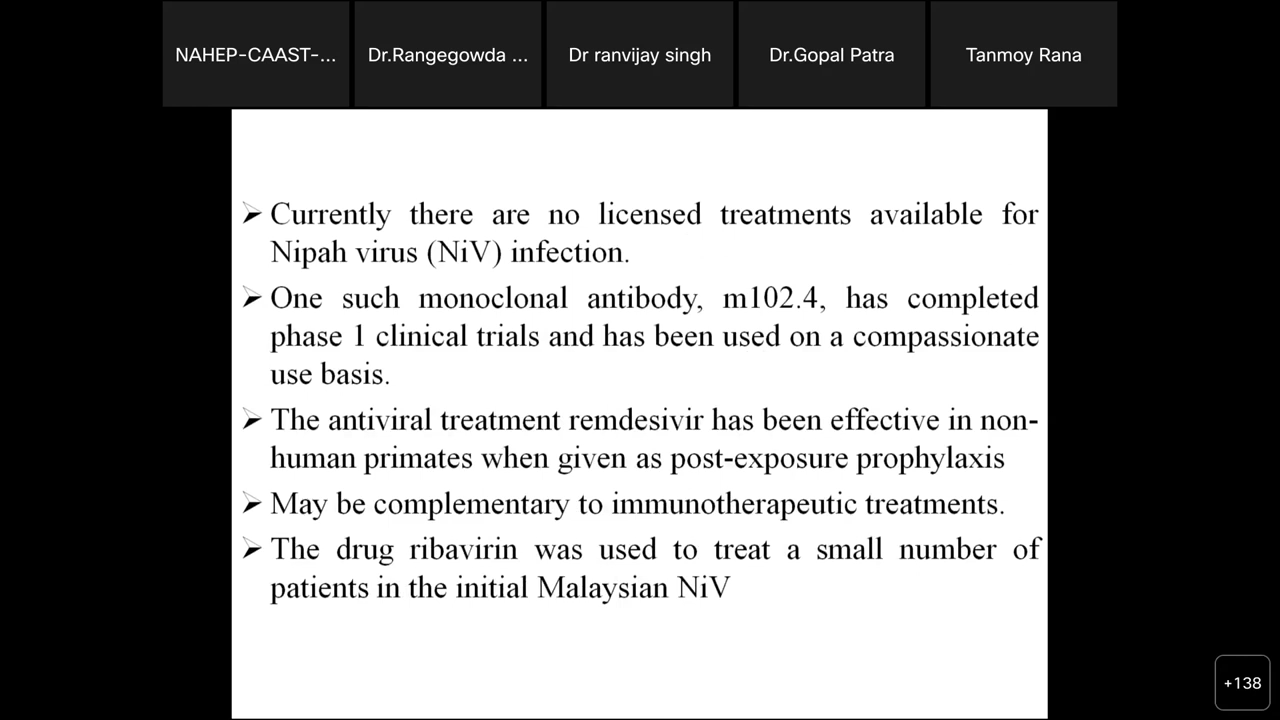 NAHEP-CAAST-...
Dr.Rangegowda ...
Dr ranvijay singh
Dr.Gopal Patra
Tanmoy Rana
➢ Currently there are no licensed treatments available for
Nipah virus (NiV) infection.
➢ One such monoclonal antibody, m102.4, has completed
phase 1 clinical trials and has been used on a compassionate
use basis.
➢ The antiviral treatment remdesivir has been effective in non-
human primates when given as post-exposure prophylaxis
➢ May be complementary to immunotherapeutic treatments.
➢ The drug ribavirin was used to treat a small number of
patients in the initial Malaysian NiV
+138